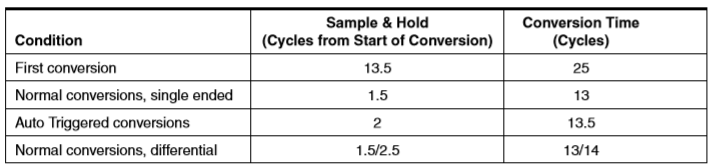 Condition Sample & Hold (Cycles from Start of Conversion) Conversion Time (Cycles)
First conversion 13.5 25
Normal conversions, single ended 1.5 13
Auto Triggered conversions 2 13.5
Normal conversions, differential 1.5/2.5 13/14